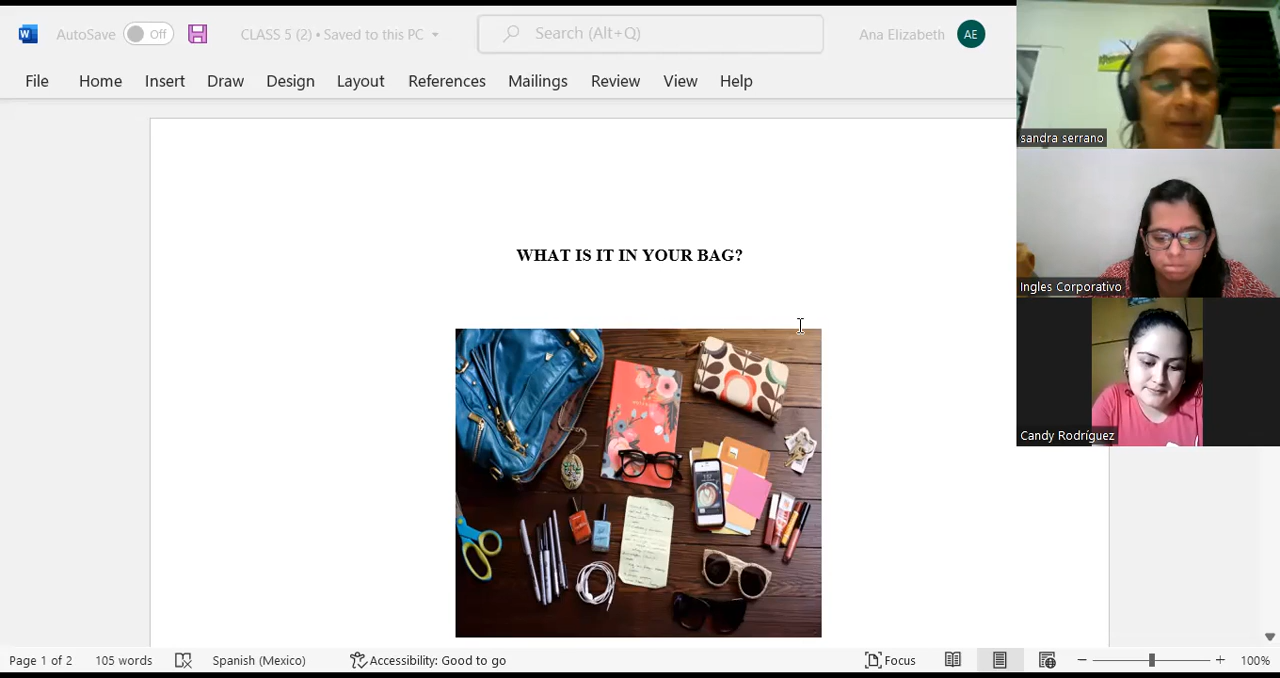 W
AutoSave Off CLASS 5 (2) • Saved to this PC Search (Alt+Q) Ana Elizabeth AE
File Home Insert Draw Design Layout References Mailings Review View Help
sandra serrano
Ingles Corporativo
Candy Rodríguez
WHAT IS IT IN YOUR BAG?
Page 1 of 2 105 words Spanish (Mexico) Accessibility: Good to go Focus 100%